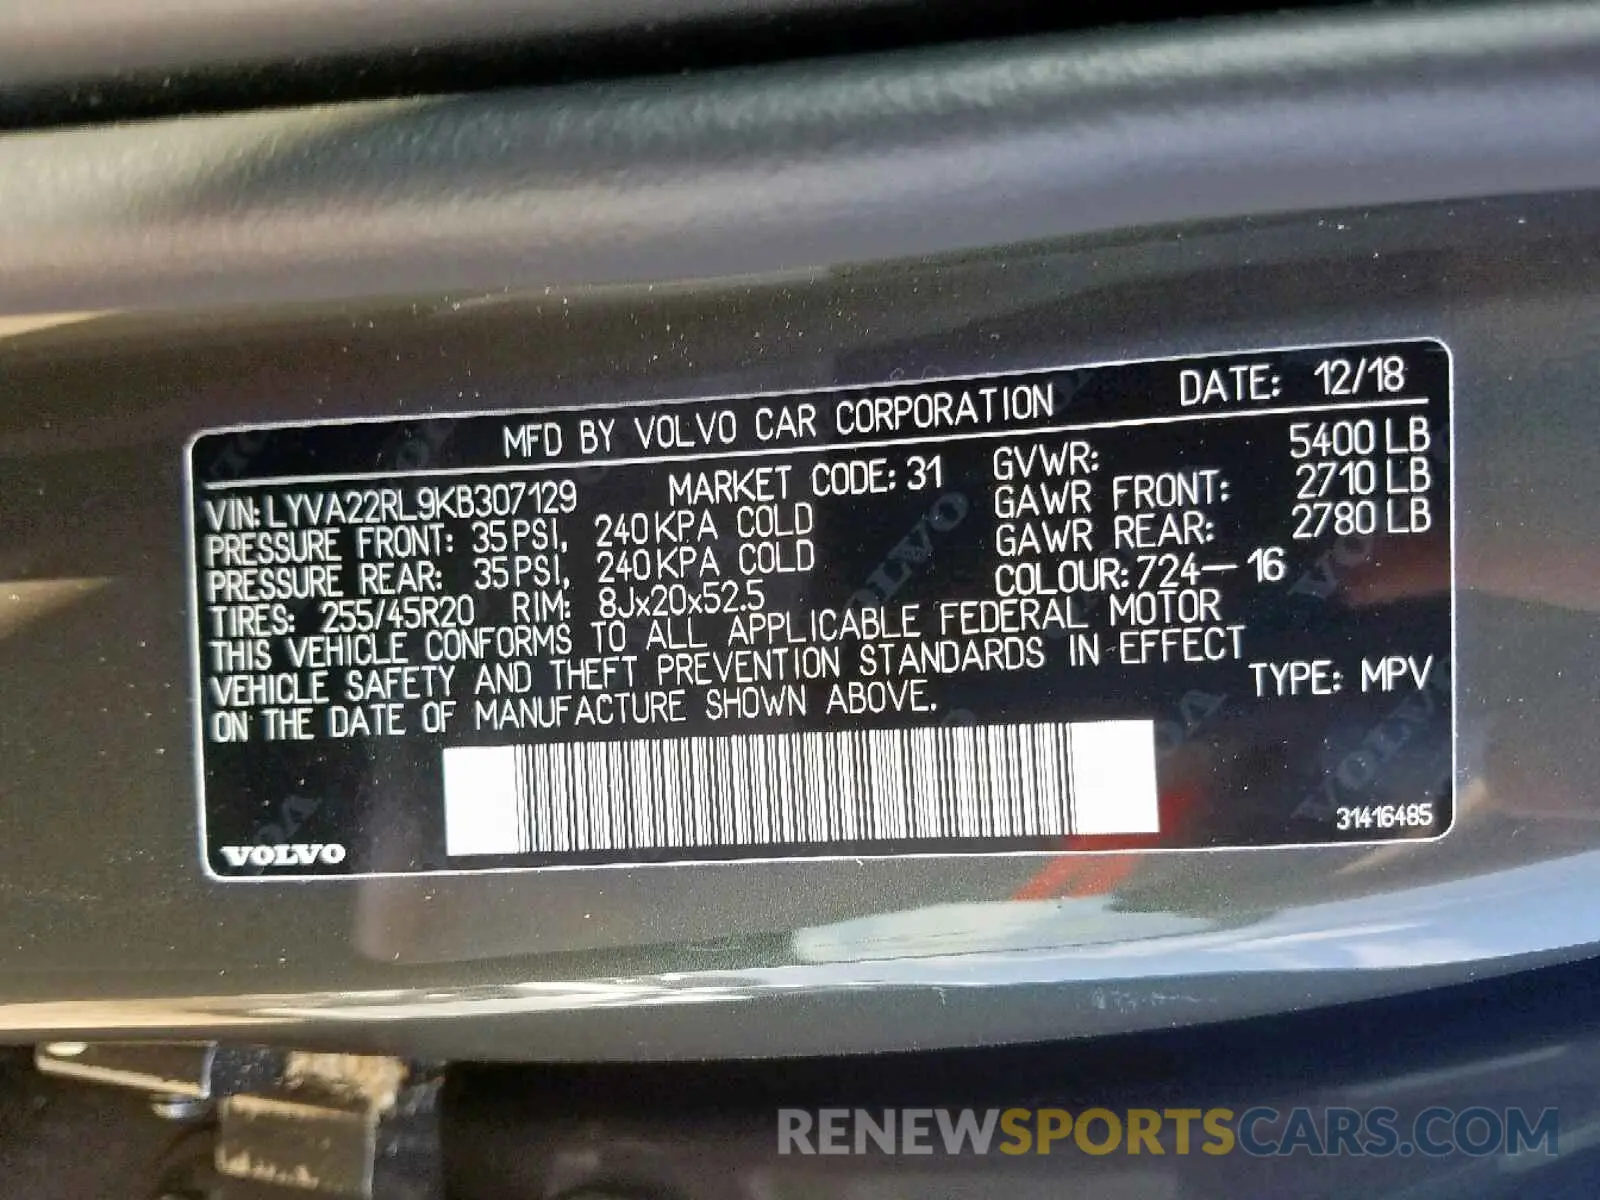 MFD BY VOLVO CAR CORPORATION DATE: 12/18
VIN: LYVA22RL9KB307129 MARKET CODE: 31 GVWR: 5400 LB
PRESSURE FRONT: 35 PSI, 240 KPA COLD GAWR FRONT: 2710 LB
PRESSURE REAR: 35 PSI, 240 KPA COLD GAWR REAR: 2780 LB
TIRES: 255/45R20 RIM: 8Jx20x52.5 COLOUR: 724—16
THIS VEHICLE CONFORMS TO ALL APPLICABLE FEDERAL MOTOR
VEHICLE SAFETY AND THEFT PREVENTION STANDARDS IN EFFECT
ON THE DATE OF MANUFACTURE SHOWN ABOVE. TYPE: MPV
31416485
VOLVO
RENEWSPORTSCARS.COM